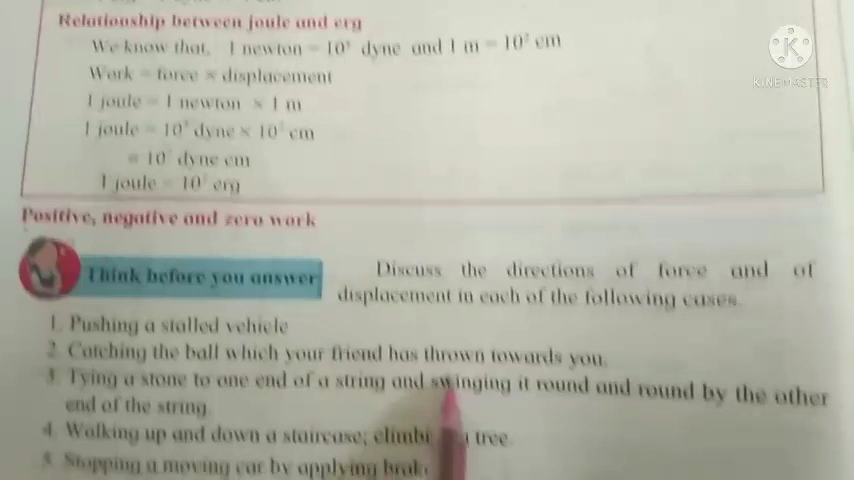 Relationship between joule and erg
We know that, 1 newton = 10⁵ dyne and 1 m = 10² cm
Work = force × displacement
1 joule = 1 newton × 1 m
1 joule = 10⁵ dyne × 10² cm
= 10⁷ dyne cm
1 joule = 10⁷ erg
Positive, negative and zero work
Think before you answer
Discuss the directions of force and of
displacement in each of the following cases.
1. Pushing a stalled vehicle
2. Catching the ball which your friend has thrown towards you.
3. Tying a stone to one end of a string and swinging it round and round by the other
end of the string.
4. Walking up and down a staircase; tree.
5. Stopping a moving car by applying
KINEMASTER